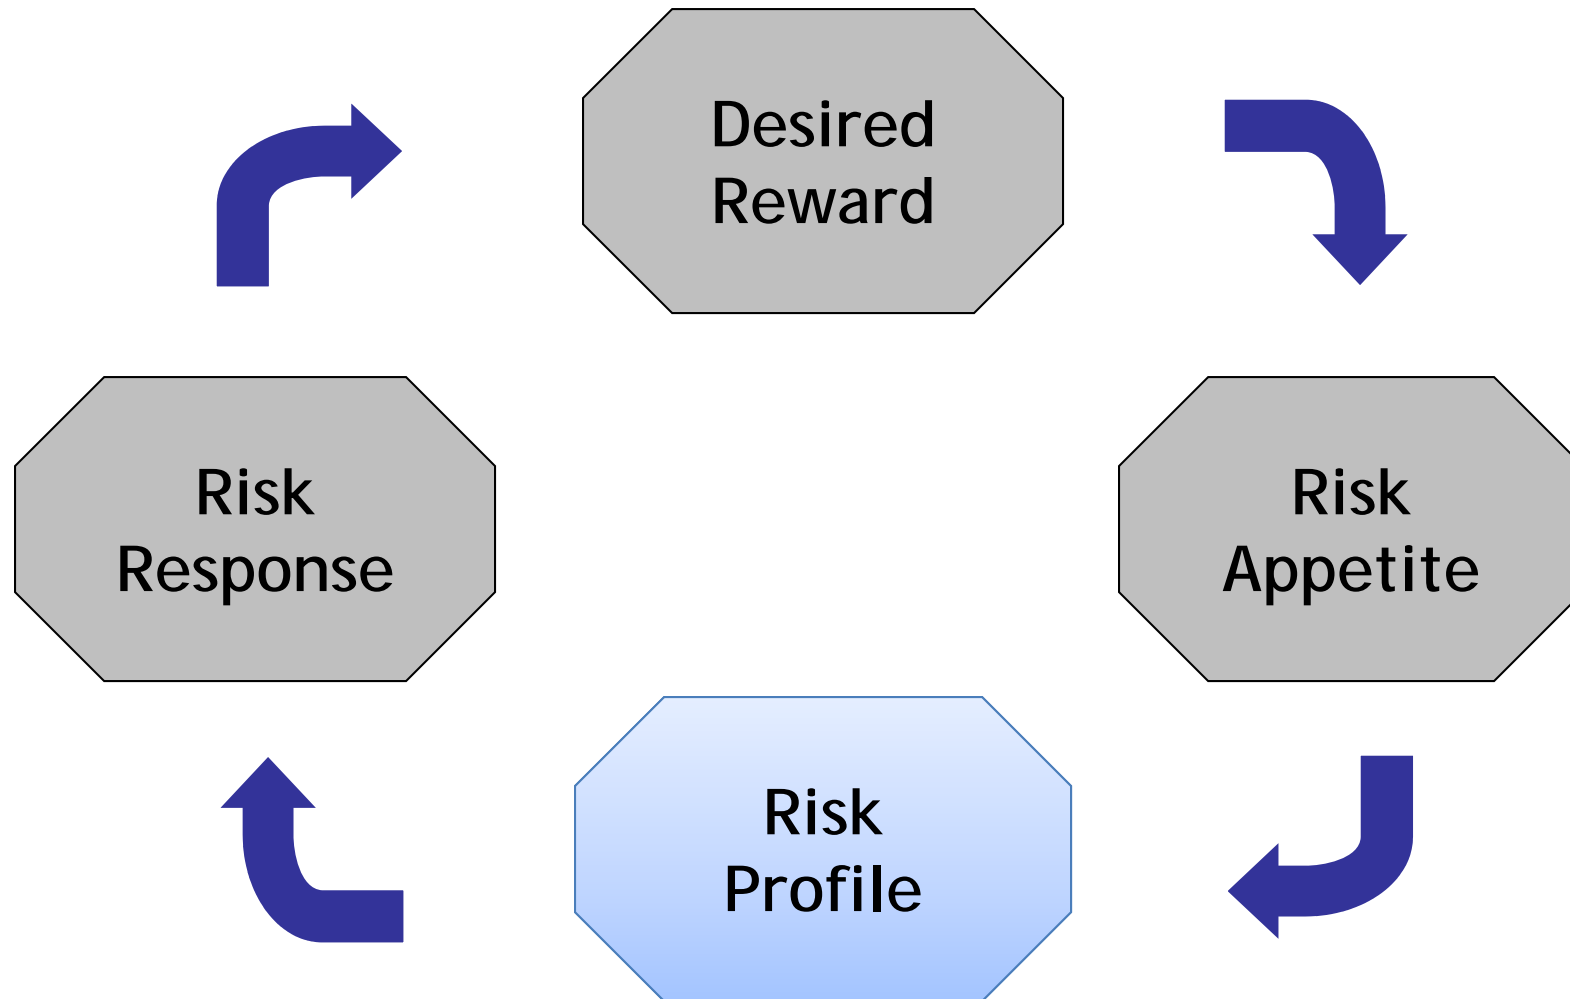 Desired
Reward
Risk
Response
Risk
Appetite
Risk
Profile